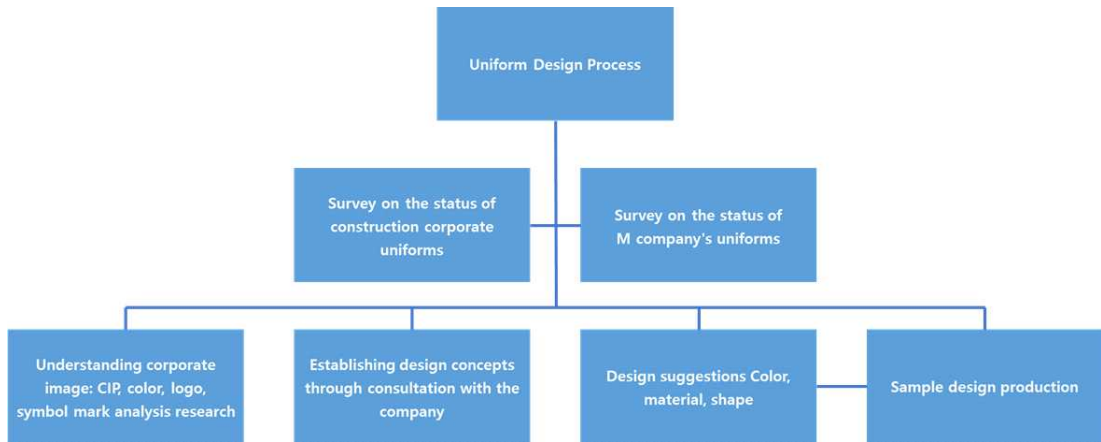 Uniform Design Process
Survey on the status of
construction corporate
uniforms
Survey on the status of
M company's uniforms
Understanding corporate
image: CIP, color, logo,
symbol mark analysis research
Establishing design concepts
through consultation with the
company
Design suggestions Color,
material, shape
Sample design production